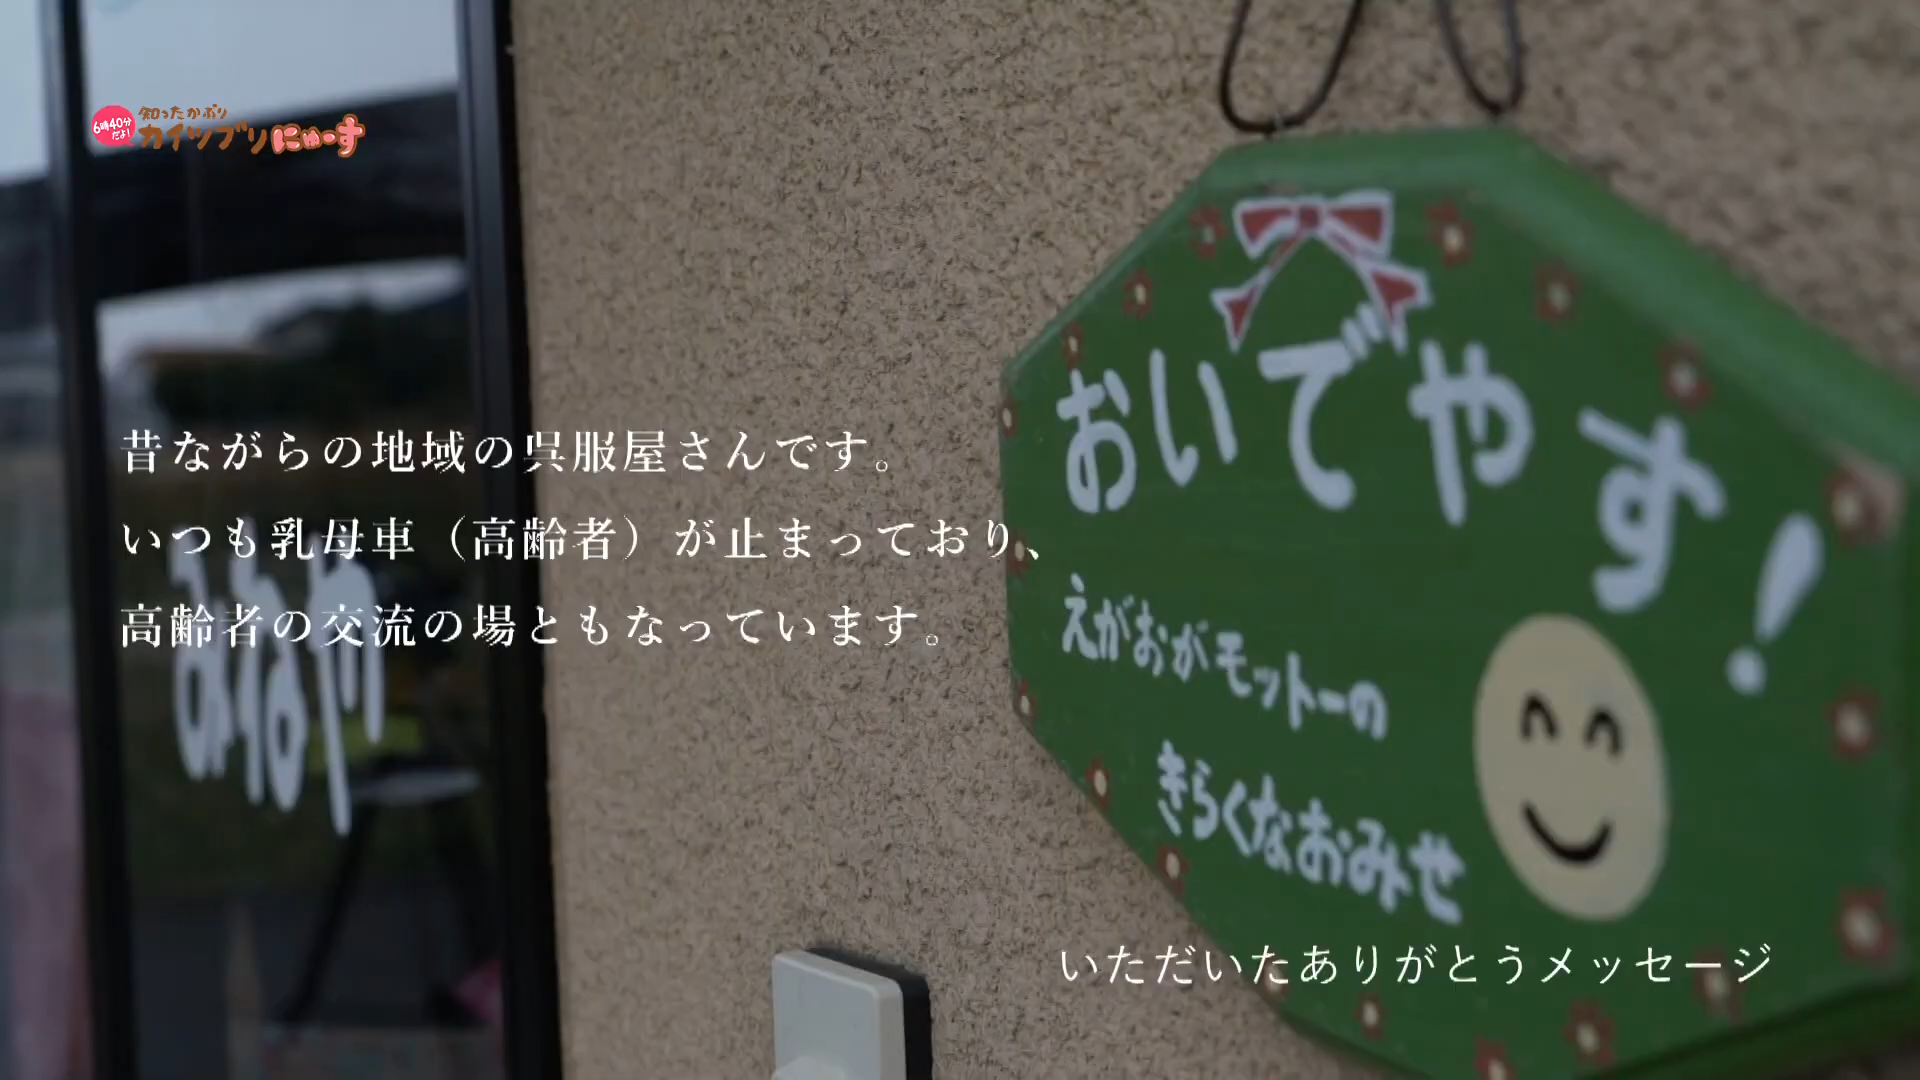 6時40分
だよ!
知ったかぶり
カイツブリにゅーす
昔ながらの地域の呉服屋さんです。
いつも乳母車（高齢者）が止まっており、
高齢者の交流の場ともなっています。
おいでやす!
えがおがモットーの
きらくなおみせ
いただいたありがとうメッセージ